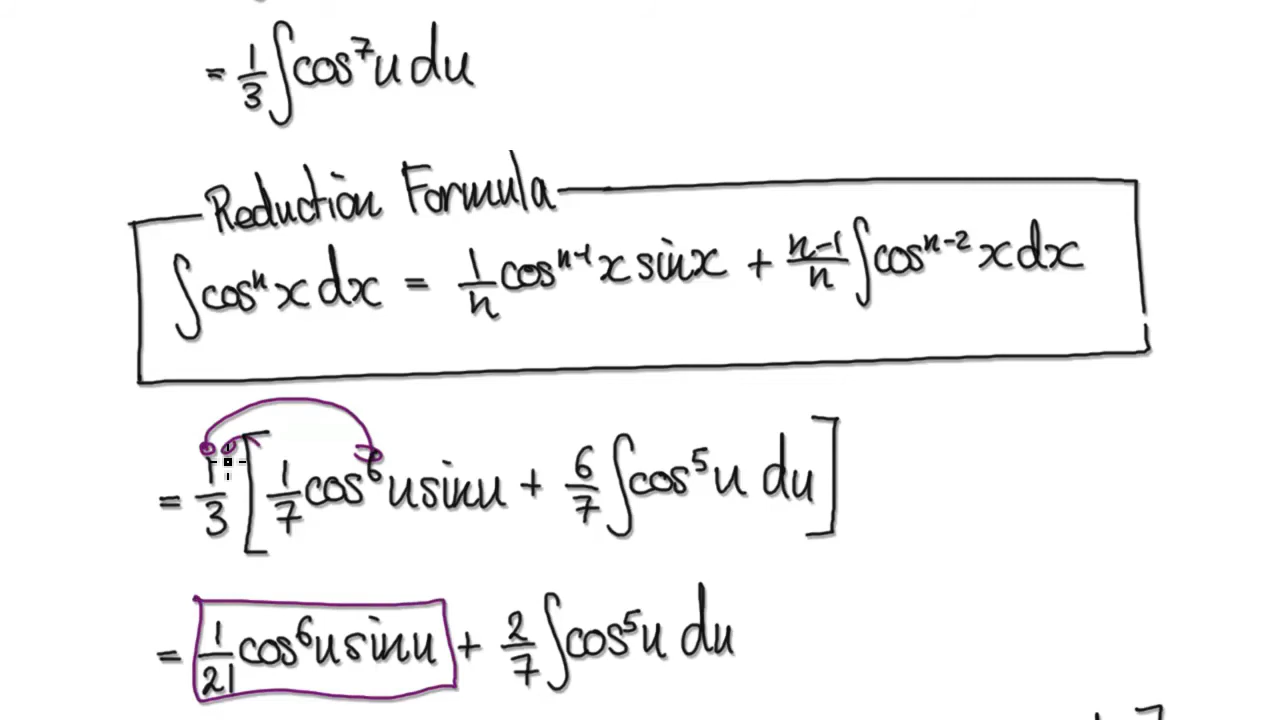 = 1/3 ∫cos⁷u du
Reduction Formula
∫cosⁿx dx = 1/n cosⁿ⁻¹x sinx + n-1/n ∫cosⁿ⁻²x dx
= 1/3 [1/7 cos⁶u sinu + 6/7 ∫cos⁵u du]
= 1/21 cos⁶u sinu + 2/7 ∫cos⁵u du